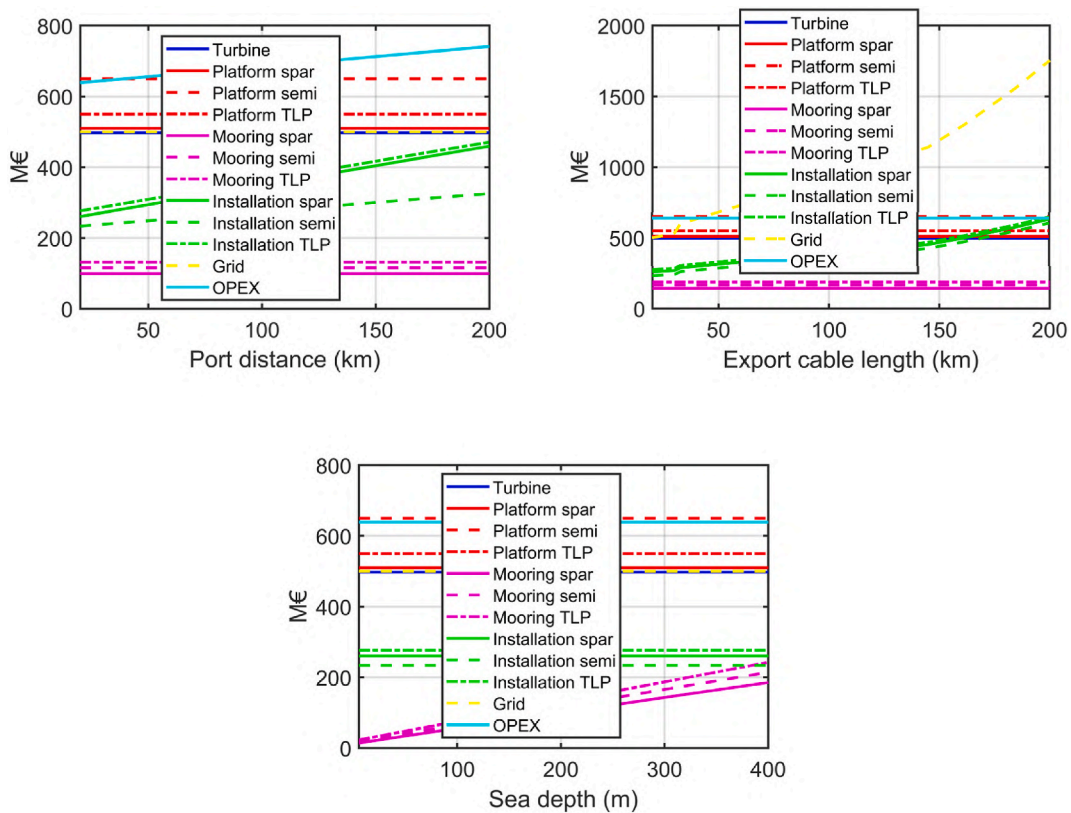 800
600
400
200
0
M€
50
100
150
200
Port distance (km)
Turbine
Platform spar
Platform semi
Platform TLP
Mooring spar
Mooring semi
Mooring TLP
Installation spar
Installation semi
Installation TLP
Grid
OPEX
2000
1500
1000
500
0
M€
50
100
150
200
Export cable length (km)
Turbine
Platform spar
Platform semi
Platform TLP
Mooring spar
Mooring semi
Mooring TLP
Installation spar
Installation semi
Installation TLP
Grid
OPEX
800
600
400
200
0
M€
100
200
300
400
Sea depth (m)
Turbine
Platform spar
Platform semi
Platform TLP
Mooring spar
Mooring semi
Mooring TLP
Installation spar
Installation semi
Installation TLP
Grid
OPEX